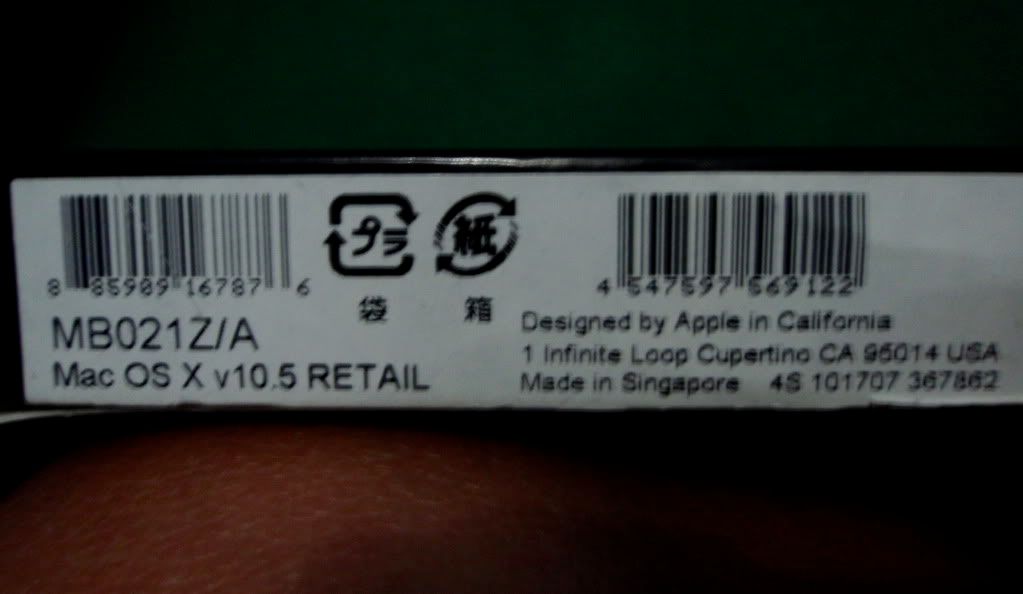 プラ
紙
8 85909 16787 6
袋
箱
4 547597 569122
MB021Z/A
Mac OS X v10.5 RETAIL
Designed by Apple in California
1 Infinite Loop Cupertino CA 95014 USA
Made in Singapore 4S 101707 367862